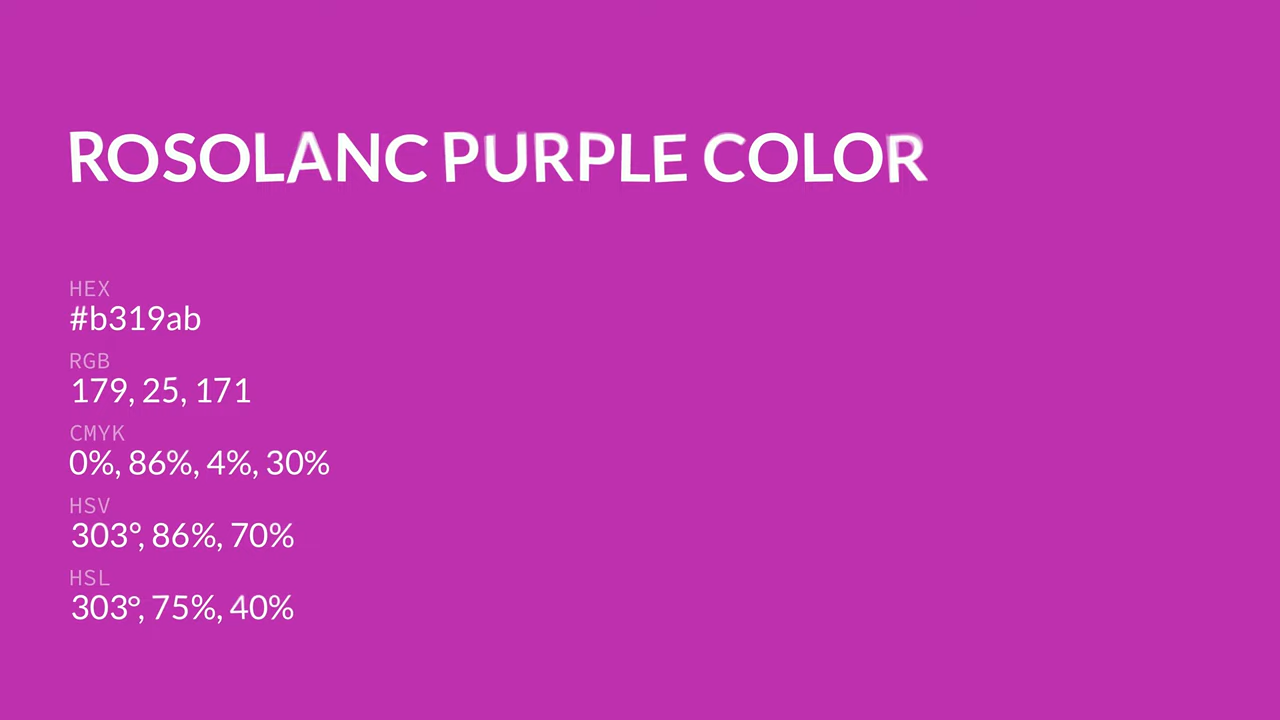 ROSOLANC PURPLE COLOR
HEX
#b319ab
RGB
179, 25, 171
CMYK
0%, 86%, 4%, 30%
HSV
303°, 86%, 70%
HSL
303°, 75%, 40%